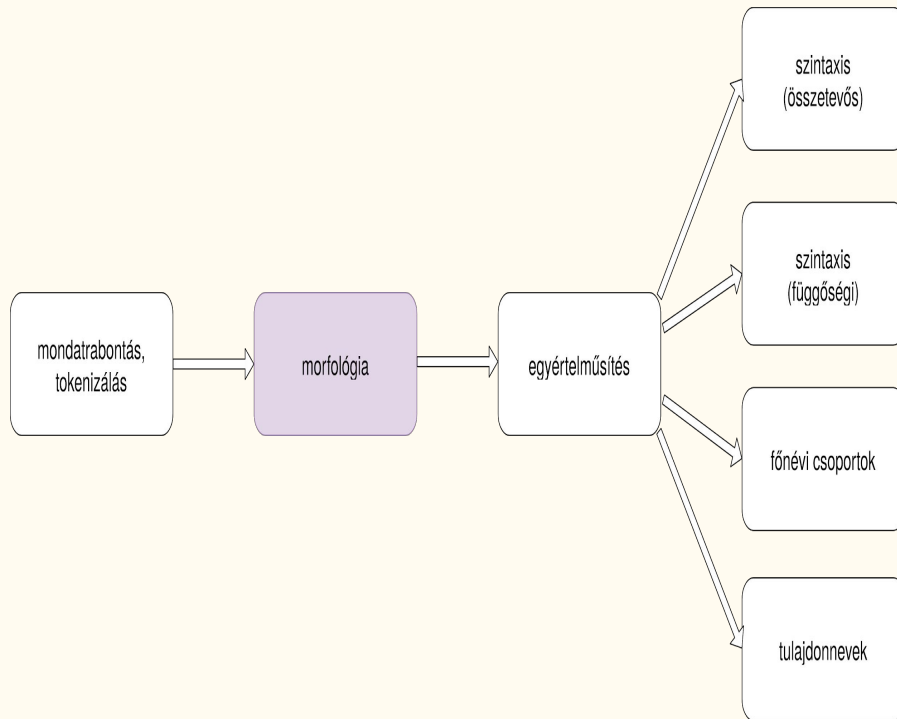 mondatrabontás,
tokenizálás
morfológia
egyértelműsítés
szintaxis
(összetevős)
szintaxis
(függőségi)
főnévi csoportok
tulajdonnevek